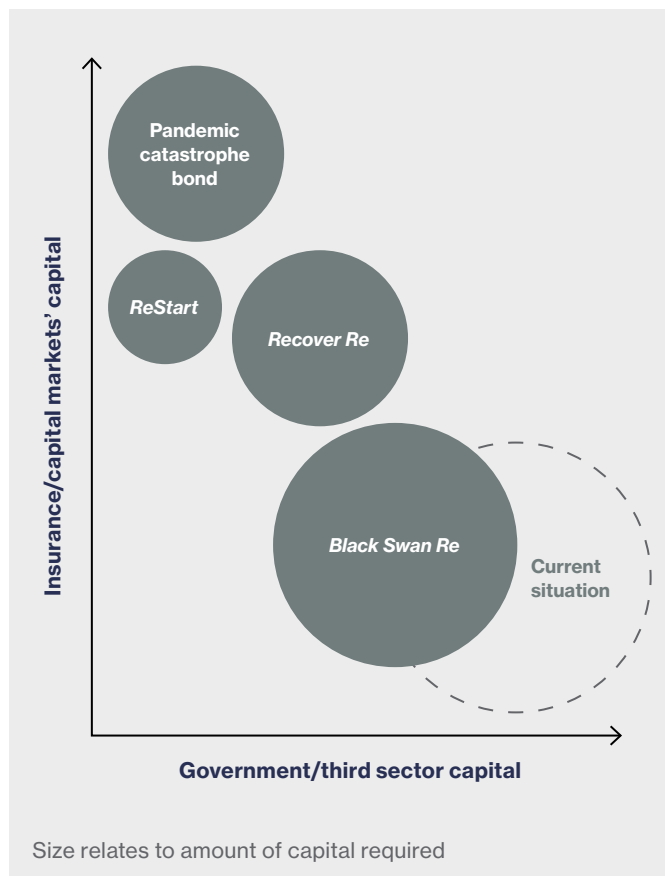 Pandemic
catastrophe
bond
ReStart
Recover Re
Black Swan Re
Current
situation
Insurance/capital markets’ capital
Government/third sector capital
Size relates to amount of capital required